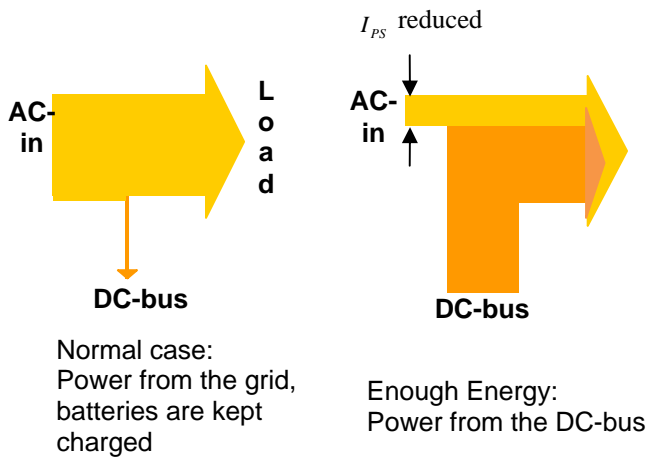 AC-
in
L
o
a
d
DC-bus
Normal case:
Power from the grid,
batteries are kept
charged
I_PS reduced
AC-
in
DC-bus
Enough Energy:
Power from the DC-bus